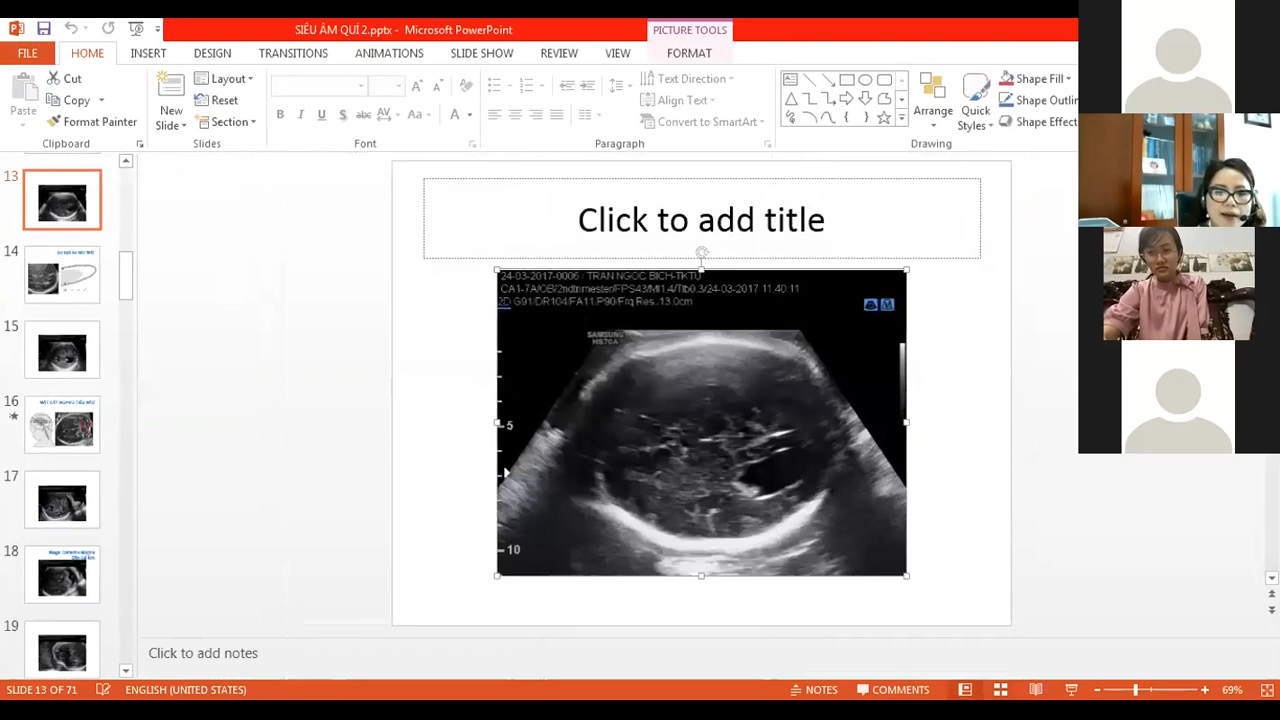 SIÊU ÂM QUÍ 2.pptx - Microsoft PowerPoint
PICTURE TOOLS
FILE
HOME
INSERT
DESIGN
TRANSITIONS
ANIMATIONS
SLIDE SHOW
REVIEW
VIEW
FORMAT
Paste
Cut
Copy
Format Painter
Clipboard
New Slide
Layout
Reset
Section
Slides
Font
Text Direction
Align Text
Convert to SmartArt
Paragraph
Arrange
Quick Styles
Shape Fill
Shape Outlin
Shape Effect
Drawing
13
14
15
16
17
18
19
Click to add title
24-03-2017-0006 / TRAN NGOC BICH-TKTU
CA1-7A/OB/2ndtrimester/FPS43/MI1.4/TIb0.3/24-03-2017 11:40:11
2D G91/DR104/FA11/P90/Frq Res./13.0cm
SAMSUNG
HS70A
5
10
Click to add notes
SLIDE 13 OF 71
ENGLISH (UNITED STATES)
NOTES
COMMENTS
69%